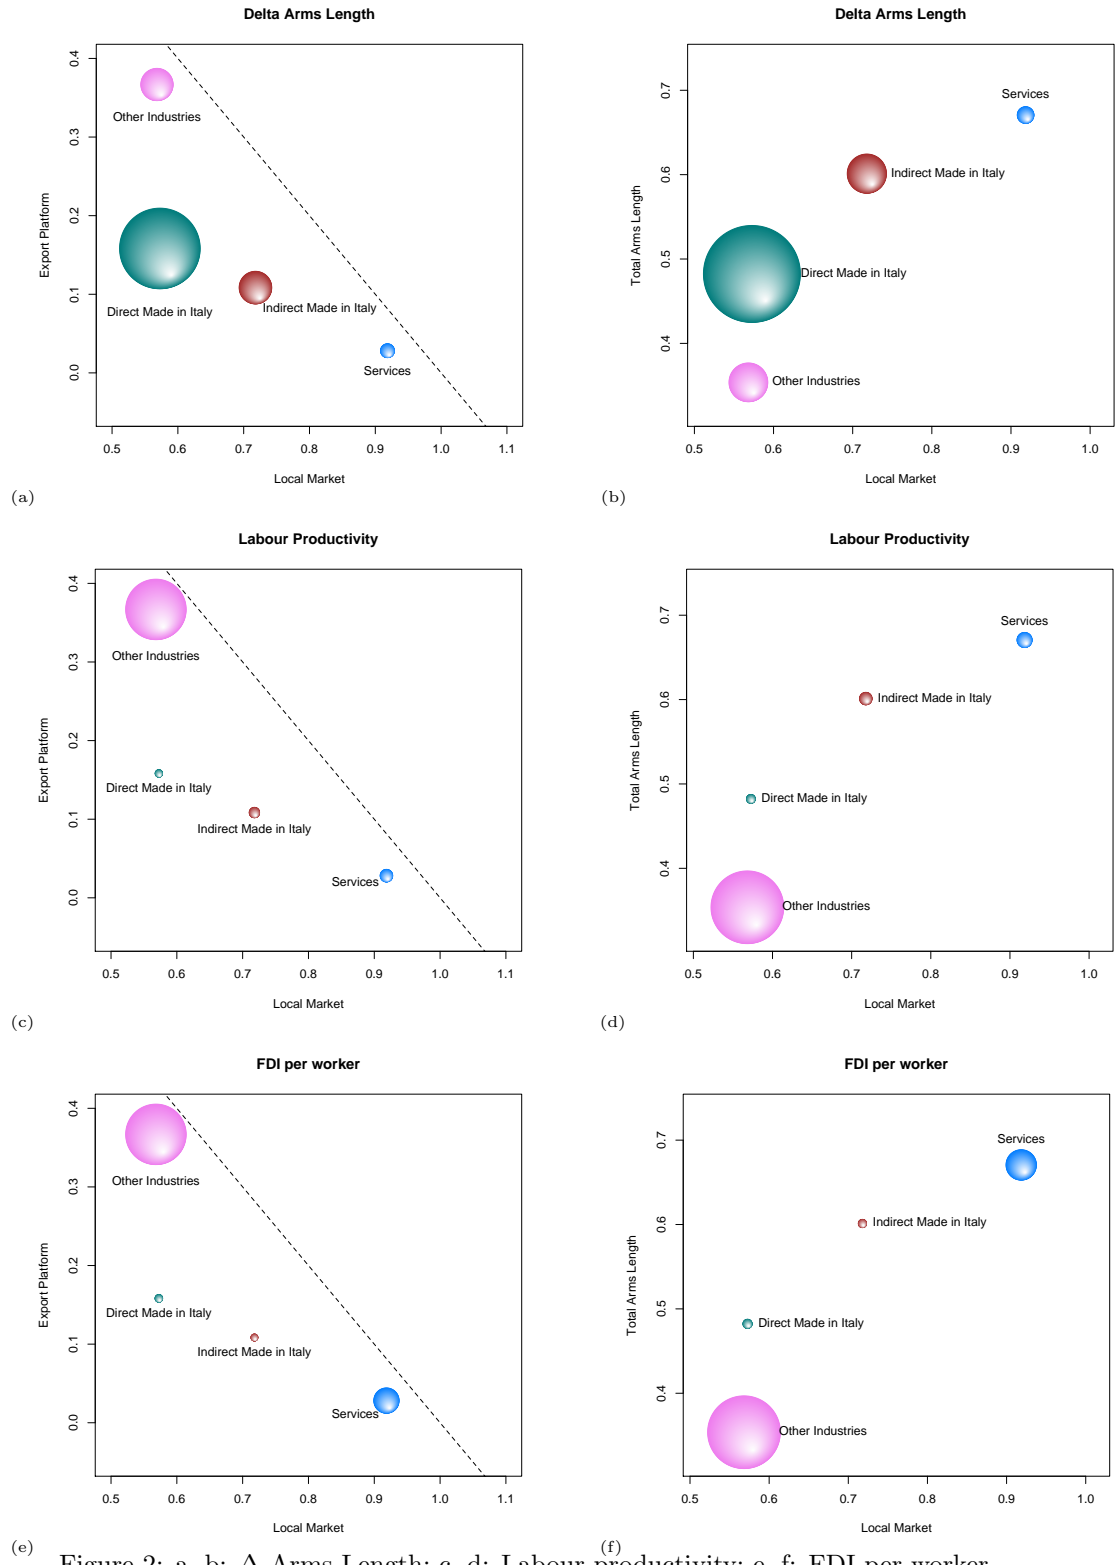 Delta Arms Length
0.4
0.3
0.2
0.1
0.0
Export Platform
Other Industries
Direct Made in Italy
Indirect Made in Italy
Services
0.5 0.6 0.7 0.8 0.9 1.0 1.1
Local Market
(a)
Delta Arms Length
0.7
0.6
0.5
0.4
Total Arms Length
Services
Indirect Made in Italy
Direct Made in Italy
Other Industries
0.5 0.6 0.7 0.8 0.9 1.0
Local Market
(b)
Labour Productivity
0.4
0.3
0.2
0.1
0.0
Export Platform
Other Industries
Direct Made in Italy
Indirect Made in Italy
Services
0.5 0.6 0.7 0.8 0.9 1.0 1.1
Local Market
(c)
Labour Productivity
0.7
0.6
0.5
0.4
Total Arms Length
Services
Indirect Made in Italy
Direct Made in Italy
Other Industries
0.5 0.6 0.7 0.8 0.9 1.0
Local Market
(d)
FDI per worker
0.4
0.3
0.2
0.1
0.0
Export Platform
Other Industries
Direct Made in Italy
Indirect Made in Italy
Services
0.5 0.6 0.7 0.8 0.9 1.0 1.1
Local Market
(e)
FDI per worker
0.7
0.6
0.5
0.4
Total Arms Length
Services
Indirect Made in Italy
Direct Made in Italy
Other Industries
0.5 0.6 0.7 0.8 0.9 1.0
Local Market
(f)
Figure 2: a, b: Δ Arms Length; c, d: Labour productivity; e, f: FDI per worker